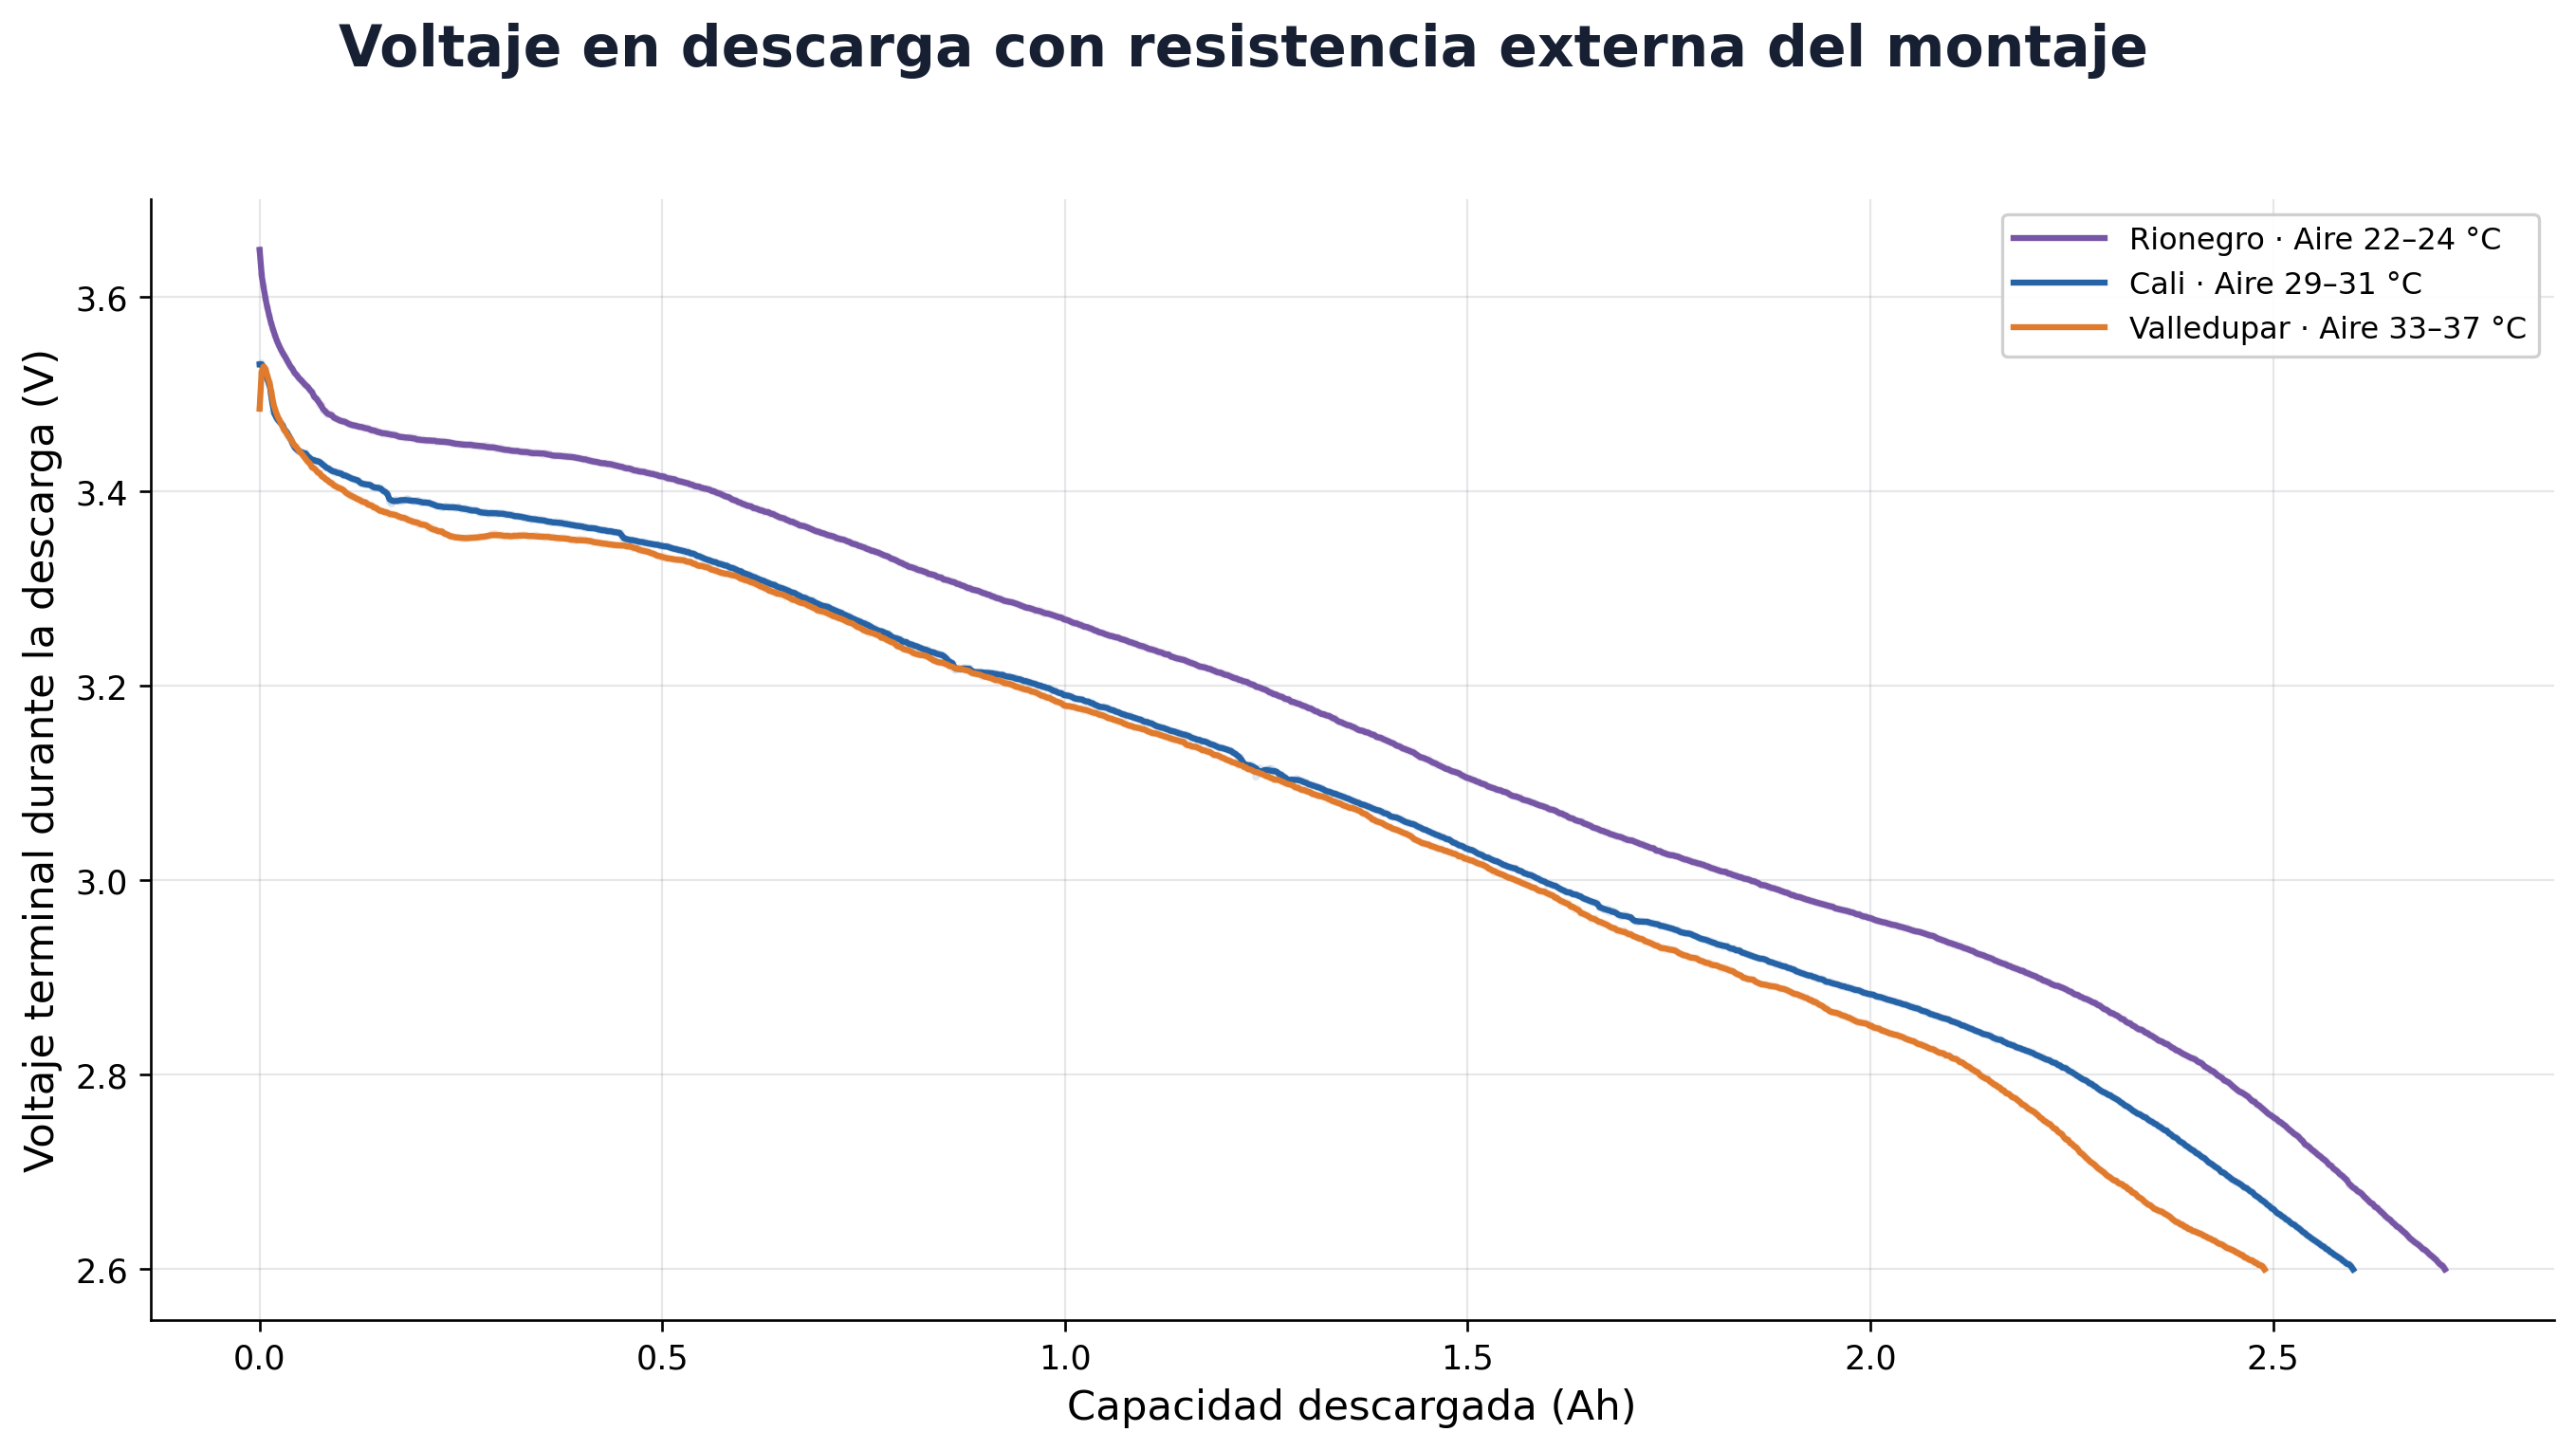 Voltaje en descarga con resistencia externa del montaje
Rionegro · Aire 22–24 °C
Cali · Aire 29–31 °C
Valledupar · Aire 33–37 °C
Voltaje terminal durante la descarga (V)
3.6
3.4
3.2
3.0
2.8
2.6
0.0 0.5 1.0 1.5 2.0 2.5
Capacidad descargada (Ah)